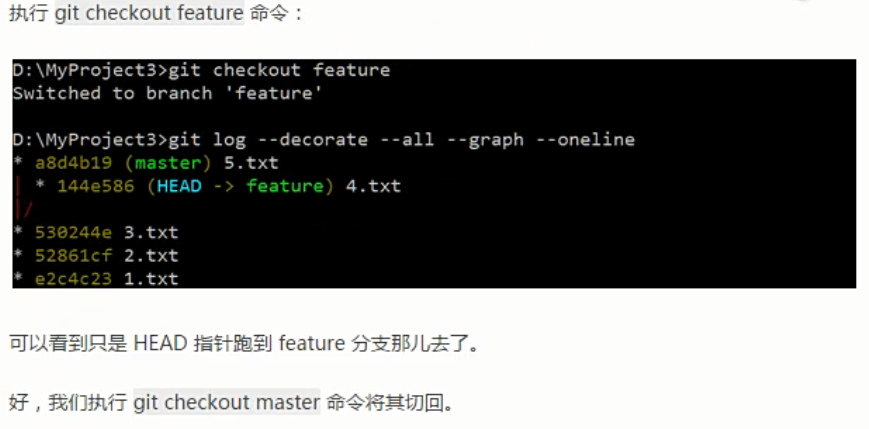 执行 git checkout feature 命令：
D:\MyProject3>git checkout feature
Switched to branch 'feature'
D:\MyProject3>git log --decorate --all --graph --oneline
* a8d4b19 (master) 5.txt
| * 144e586 (HEAD -> feature) 4.txt
|/
* 530244e 3.txt
* 52861cf 2.txt
* e2c4c23 1.txt
可以看到只是 HEAD 指针跑到 feature 分支那儿去了。
好，我们执行 git checkout master 命令将其切回。